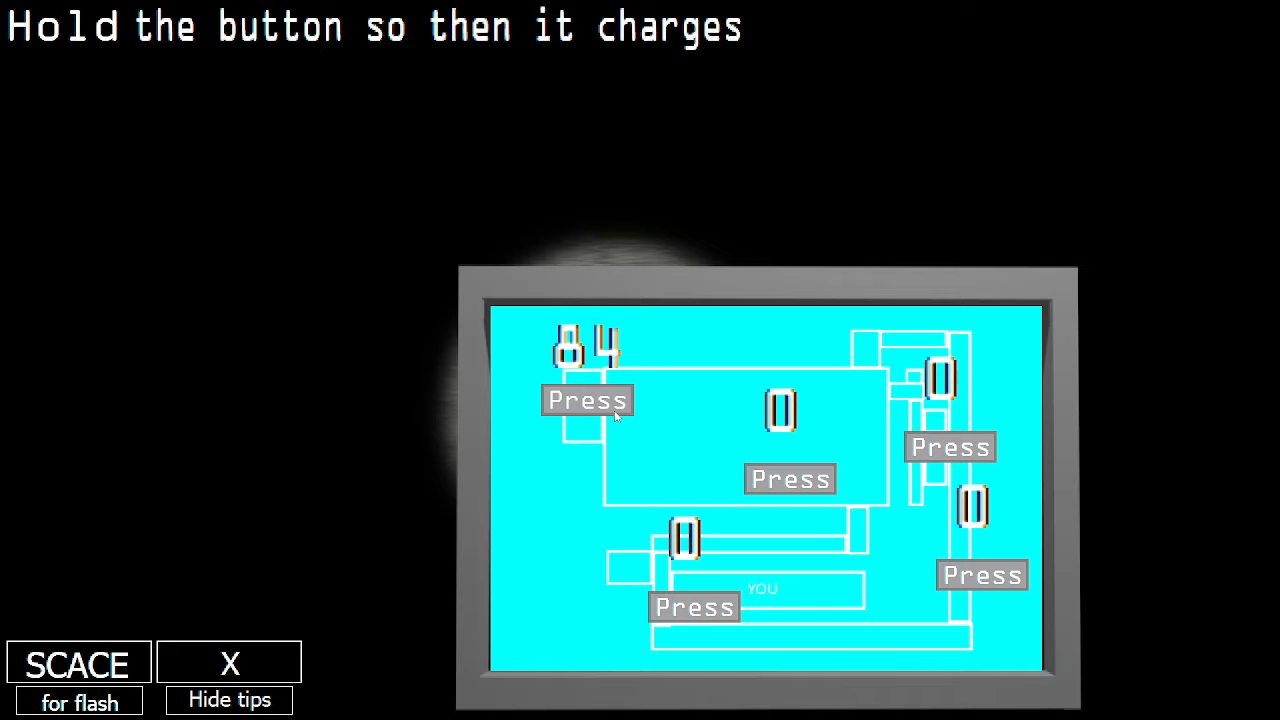 Hold the button so then it charges
84
Press
0
Press
0
Press
0
Press
0
Press
YOU
SCACE
for flash
X
Hide tips